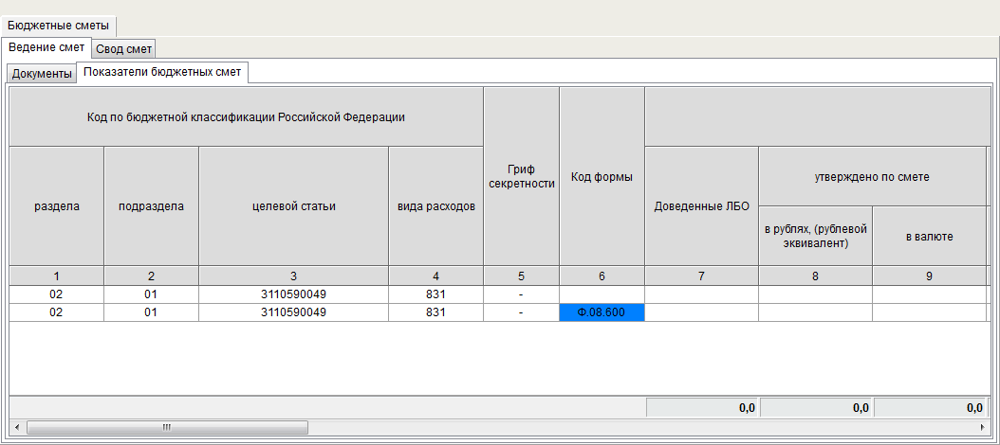 Бюджетные сметы
Ведение смет Свод смет
Документы Показатели бюджетных смет
Код по бюджетной классификации Российской Федерации
раздела подраздела целевой статьи вида расходов
Гриф
секретности
Код формы
Доведенные ЛБО
утверждено по смете
в рублях, (рублевой
эквивалент)
в валюте
1 2 3 4 5 6 7 8 9
02 01 3110590049 831 -
02 01 3110590049 831 - Ф.08.600
0,0 0,0 0,0